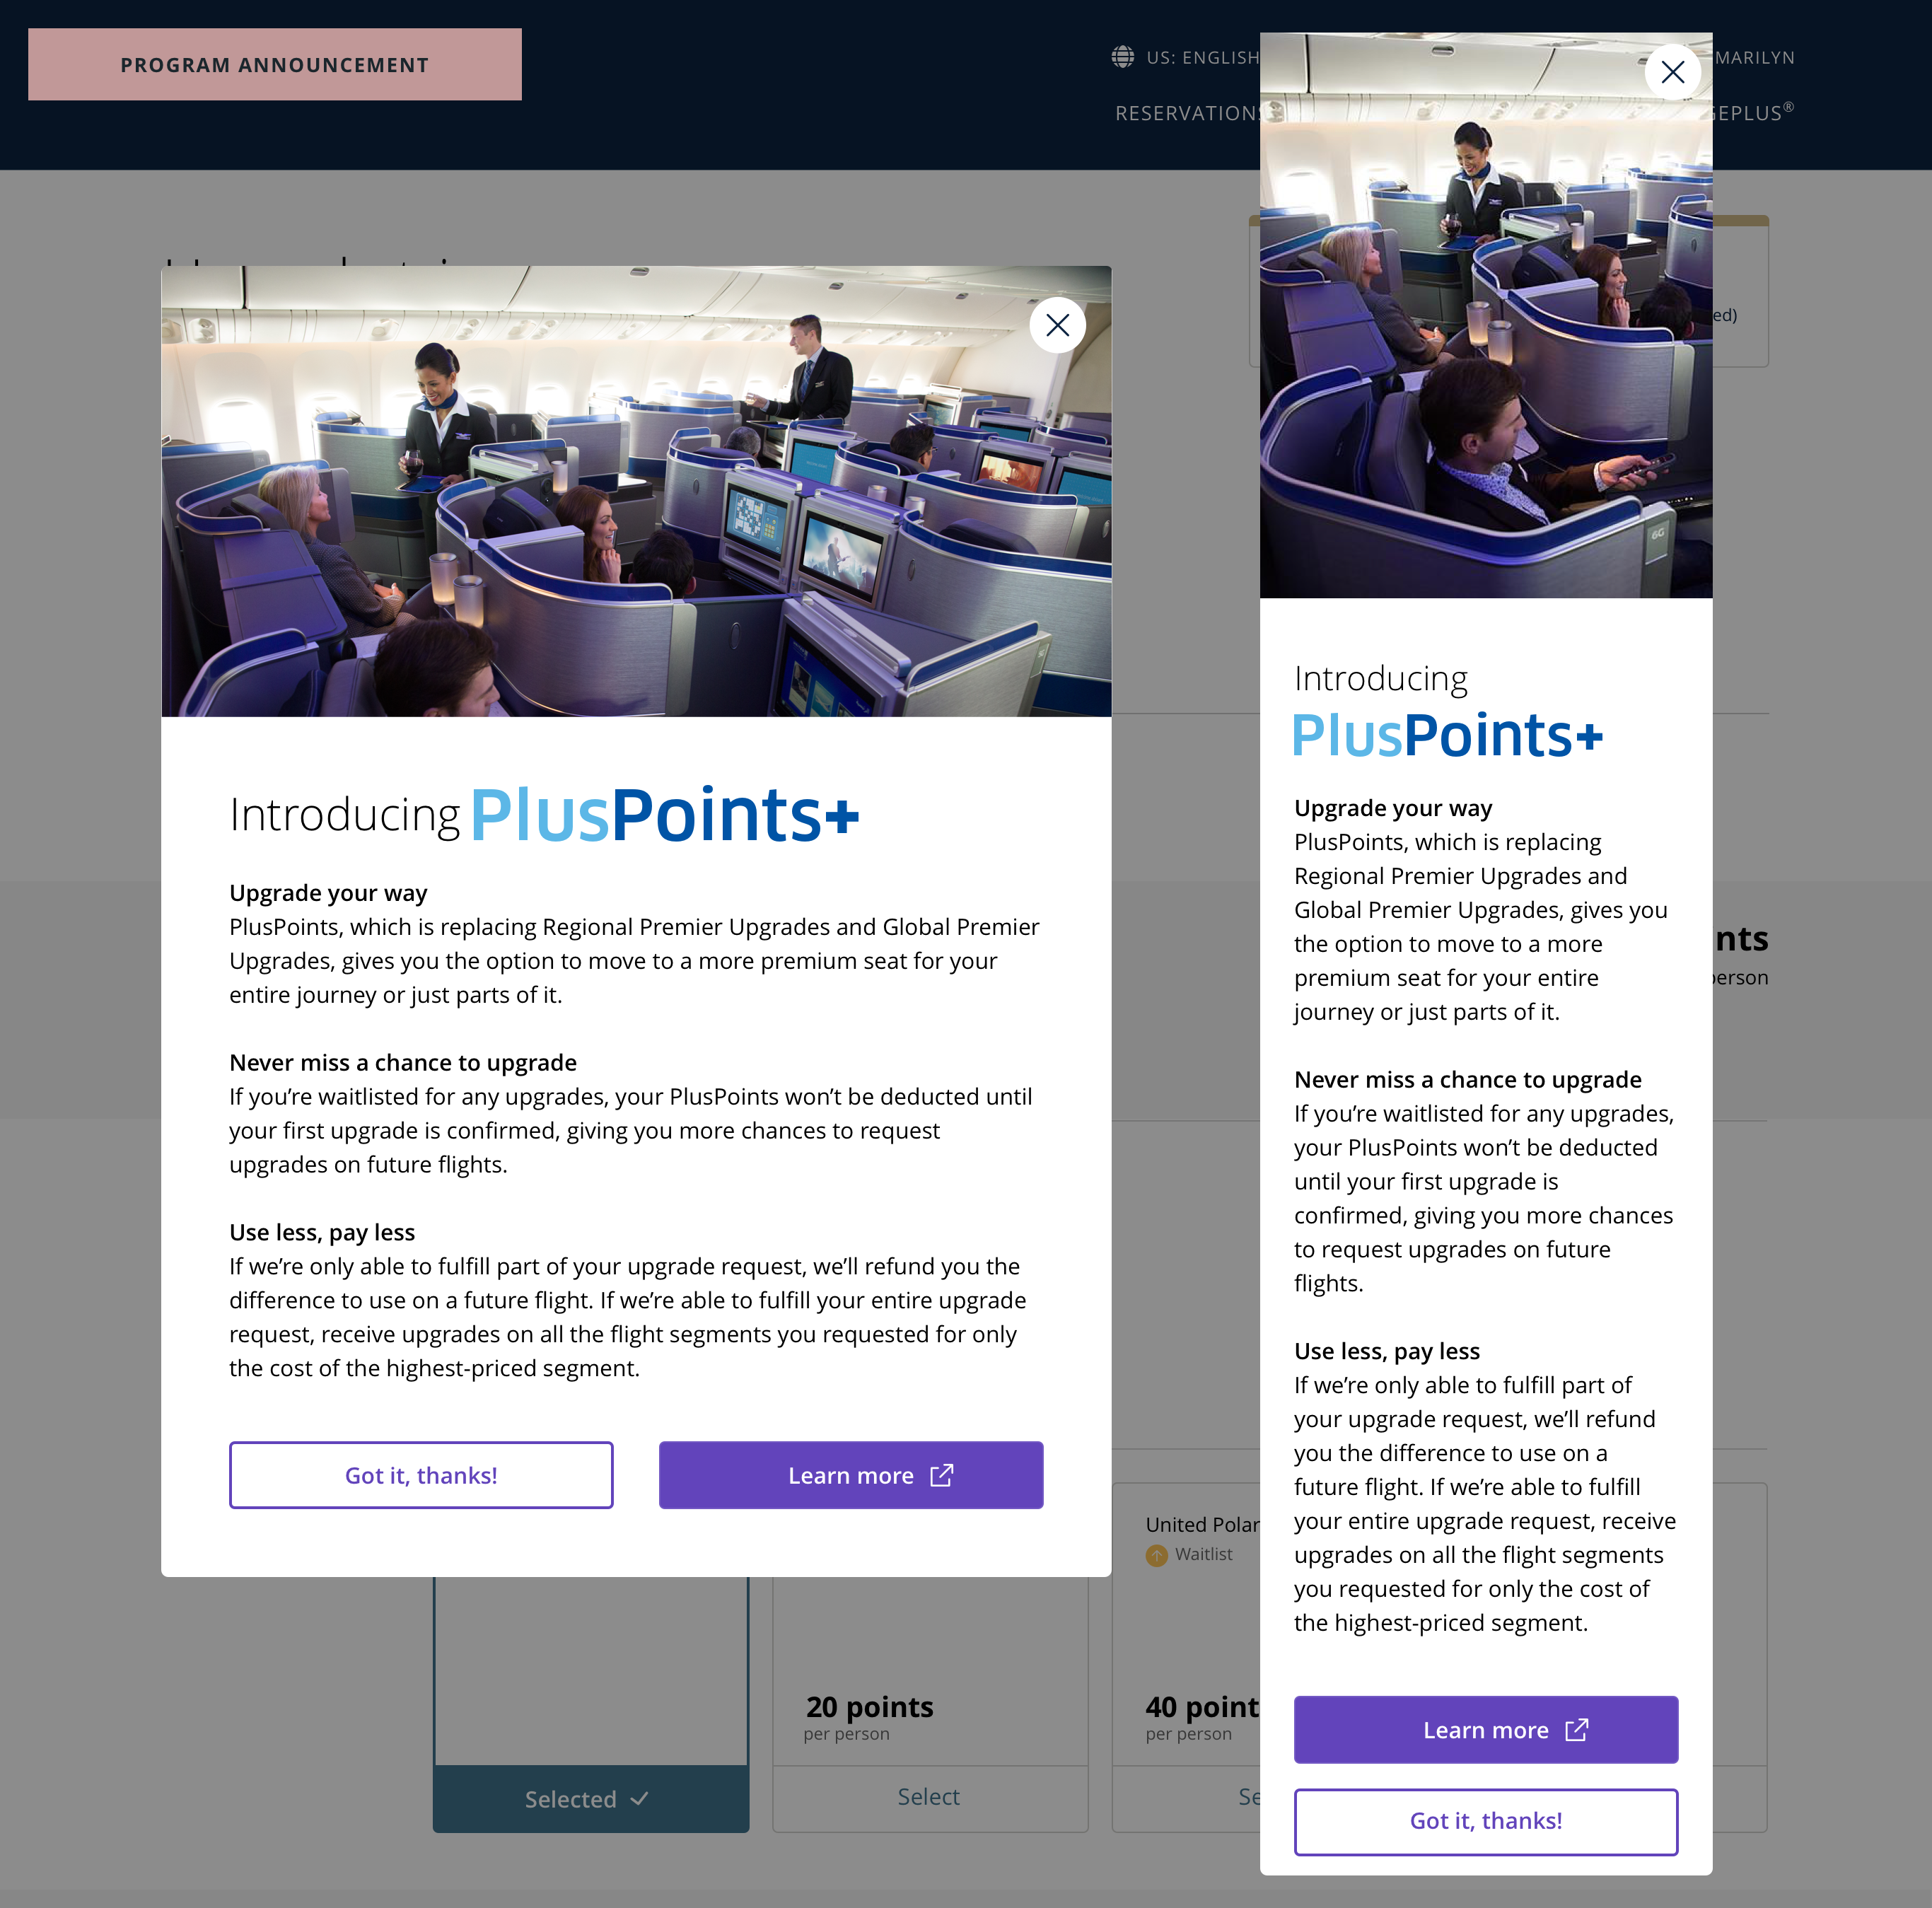 PROGRAM ANNOUNCEMENT
US: ENGLISH
MARILYN
RESERVATIONS
GEPLUS®
ed)
Introducing PlusPoints+
Upgrade your way
PlusPoints, which is replacing Regional Premier Upgrades and Global Premier
Upgrades, gives you the option to move to a more premium seat for your
entire journey or just parts of it.
Never miss a chance to upgrade
If you’re waitlisted for any upgrades, your PlusPoints won’t be deducted until
your first upgrade is confirmed, giving you more chances to request
upgrades on future flights.
Use less, pay less
If we’re only able to fulfill part of your upgrade request, we’ll refund you the
difference to use on a future flight. If we’re able to fulfill your entire upgrade
request, receive upgrades on all the flight segments you requested for only
the cost of the highest-priced segment.
Got it, thanks!
Learn more
6G
Introducing
PlusPoints+
Upgrade your way
PlusPoints, which is replacing
Regional Premier Upgrades and
Global Premier Upgrades, gives you
the option to move to a more
premium seat for your entire
journey or just parts of it.
Never miss a chance to upgrade
If you’re waitlisted for any upgrades,
your PlusPoints won’t be deducted
until your first upgrade is
confirmed, giving you more chances
to request upgrades on future
flights.
Use less, pay less
If we’re only able to fulfill part of
your upgrade request, we’ll refund
you the difference to use on a
future flight. If we’re able to fulfill
your entire upgrade request, receive
upgrades on all the flight segments
you requested for only the cost of
the highest-priced segment.
Learn more
Got it, thanks!
nts
person
United Polar
Waitlist
20 points
per person
40 point
per person
Selected
Select
Se